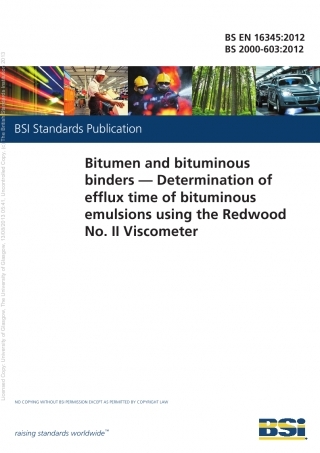 BS EN 16345:2012
BS 2000-603:2012
BSI Standards Publication
Bitumen and bituminous
binders — Determination of
efflux time of bituminous
emulsions using the Redwood
No. II Viscometer
NO COPYING WITHOUT BSI PERMISSION EXCEPT AS PERMITTED BY COPYRIGHT LAW
raising standards worldwide™
BSi